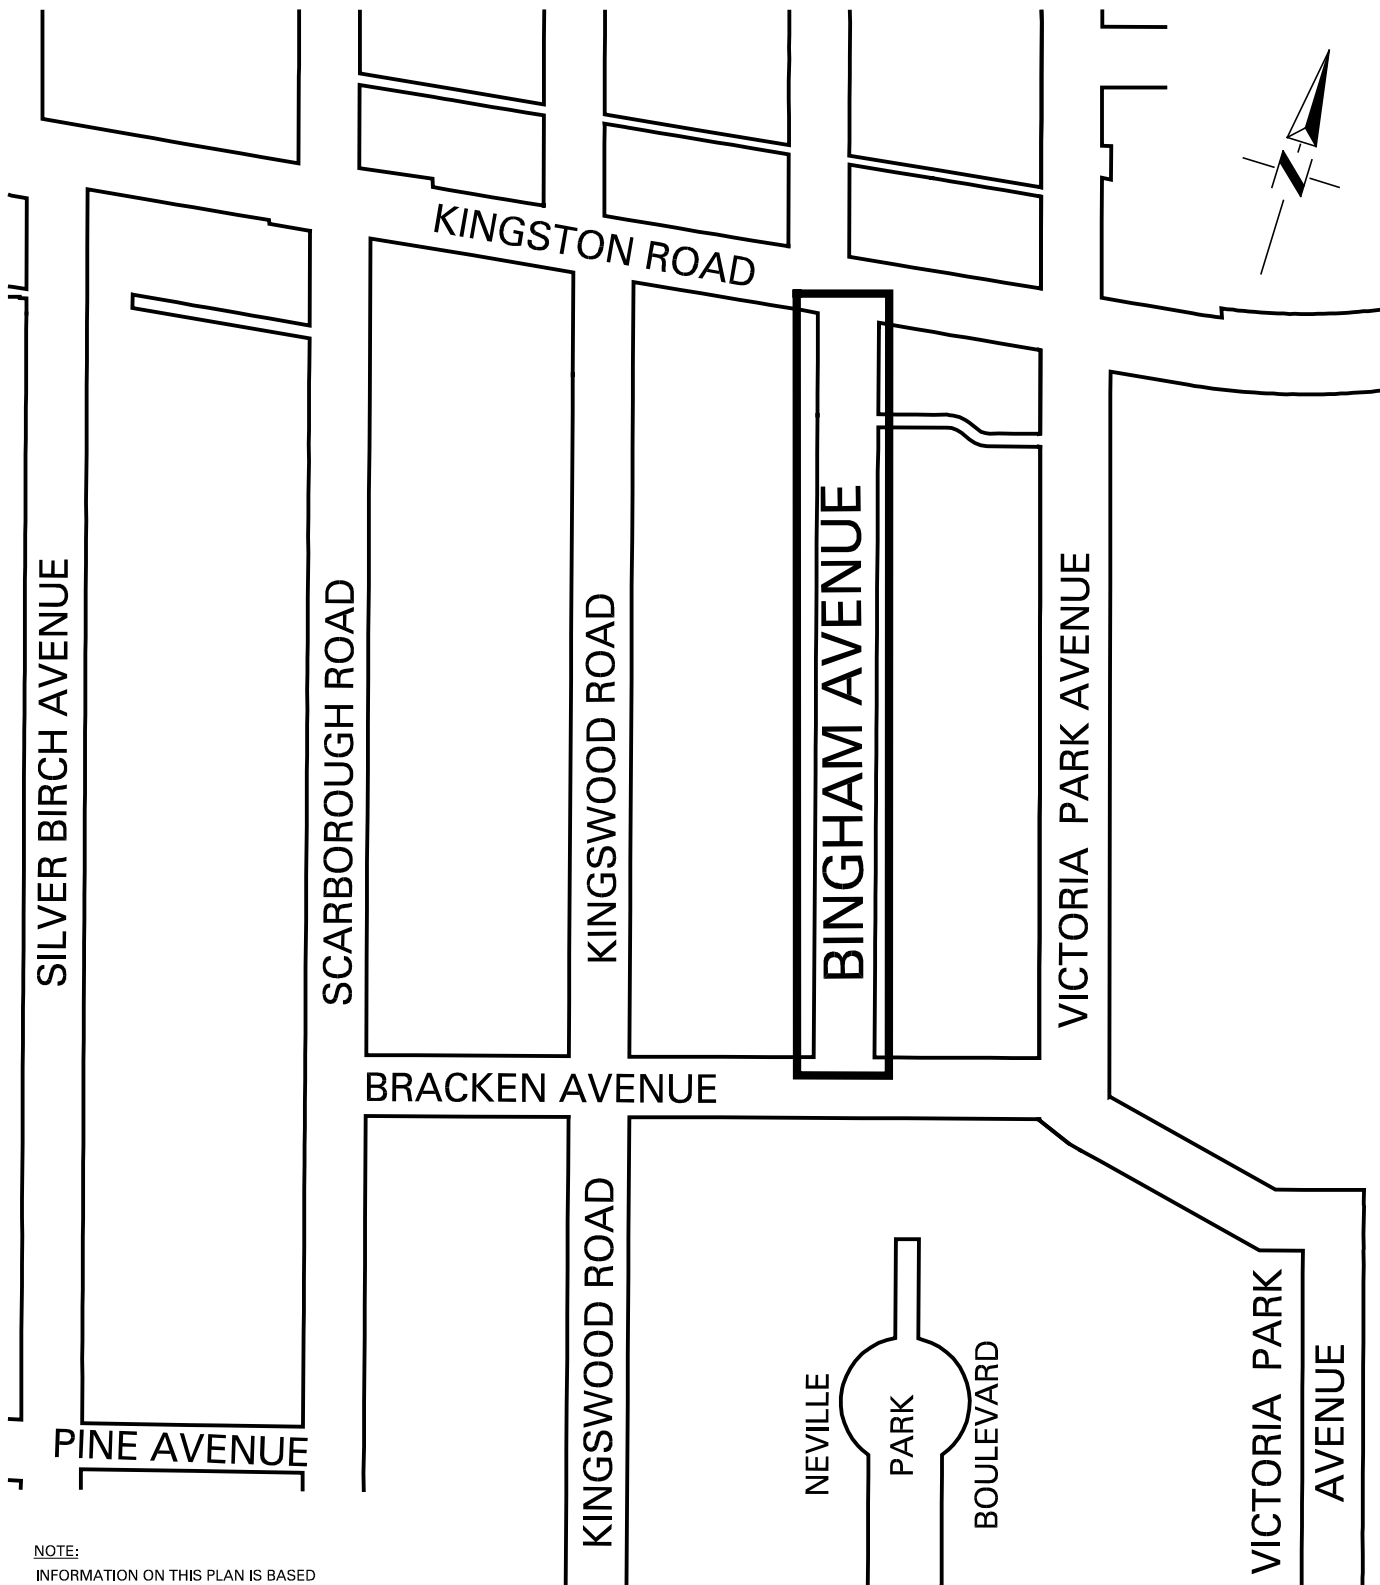 N
KINGSTON ROAD
SILVER BIRCH AVENUE
SCARBOROUGH ROAD
KINGSWOOD ROAD
BINGHAM AVENUE
VICTORIA PARK AVENUE
BRACKEN AVENUE
KINGSWOOD ROAD
NEVILLE
PARK
BOULEVARD
VICTORIA PARK
AVENUE
PINE AVENUE
NOTE:
INFORMATION ON THIS PLAN IS BASED